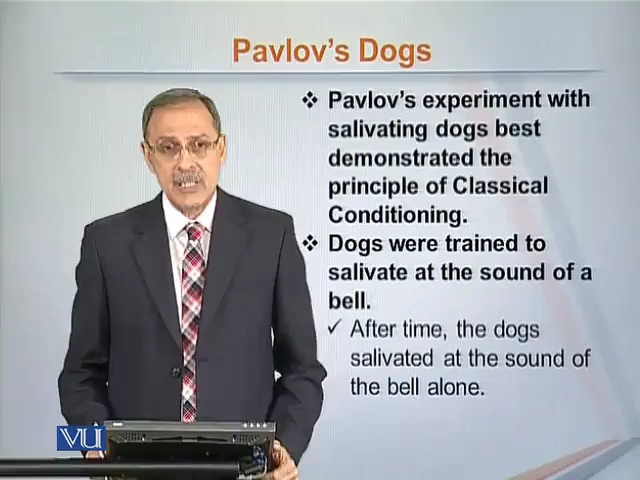 Pavlov's Dogs
❖ Pavlov's experiment with
salivating dogs best
demonstrated the
principle of Classical
Conditioning.
❖ Dogs were trained to
salivate at the sound of a
bell.
✓ After time, the dogs
salivated at the sound of
the bell alone.
VU